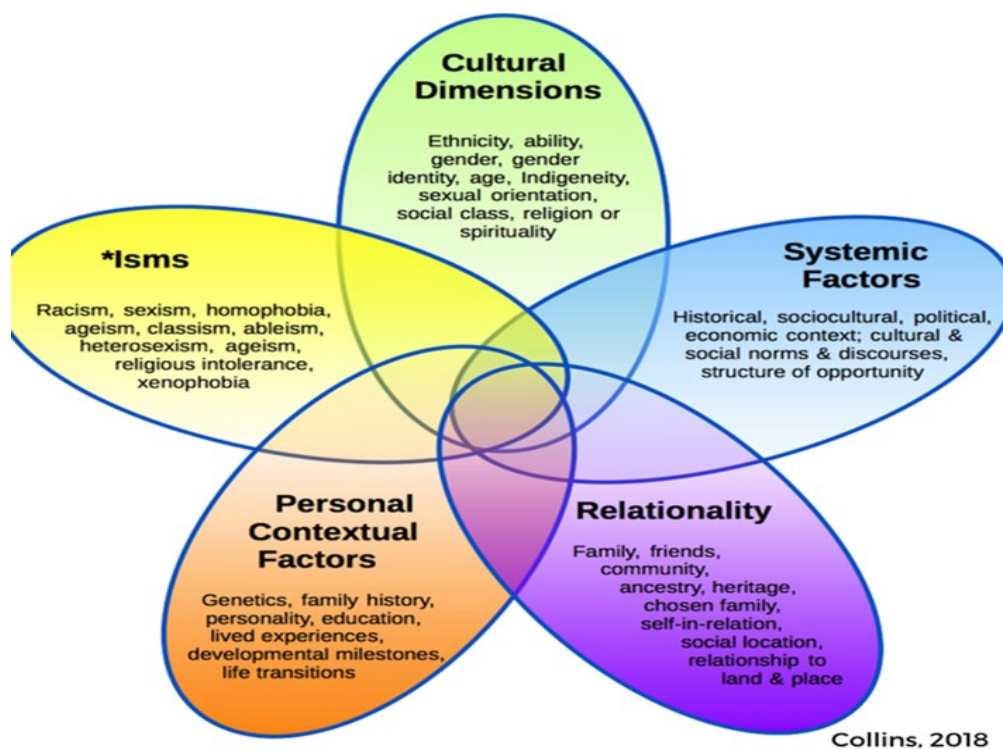 Cultural
Dimensions
Ethnicity, ability,
gender, gender
identity, age, Indigeneity,
sexual orientation,
social class, religion or
spirituality
*Isms
Racism, sexism, homophobia,
ageism, classism, ableism,
heterosexism, ageism,
religious intolerance,
xenophobia
Systemic
Factors
Historical, sociocultural, political,
economic context; cultural &
social norms & discourses,
structure of opportunity
Personal
Contextual
Factors
Genetics, family history,
personality, education,
lived experiences,
developmental milestones,
life transitions
Relationality
Family, friends,
community,
ancestry, heritage,
chosen family,
self-in-relation,
social location,
relationship to
land & place
Collins, 2018